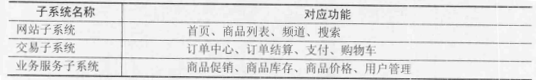 子系统名称 对应功能
网站子系统 首页、商品列表、频道、搜索
交易子系统 订单中心、订单结算、支付、购物车
业务服务子系统 商品促销、商品库存、商品价格、用户管理